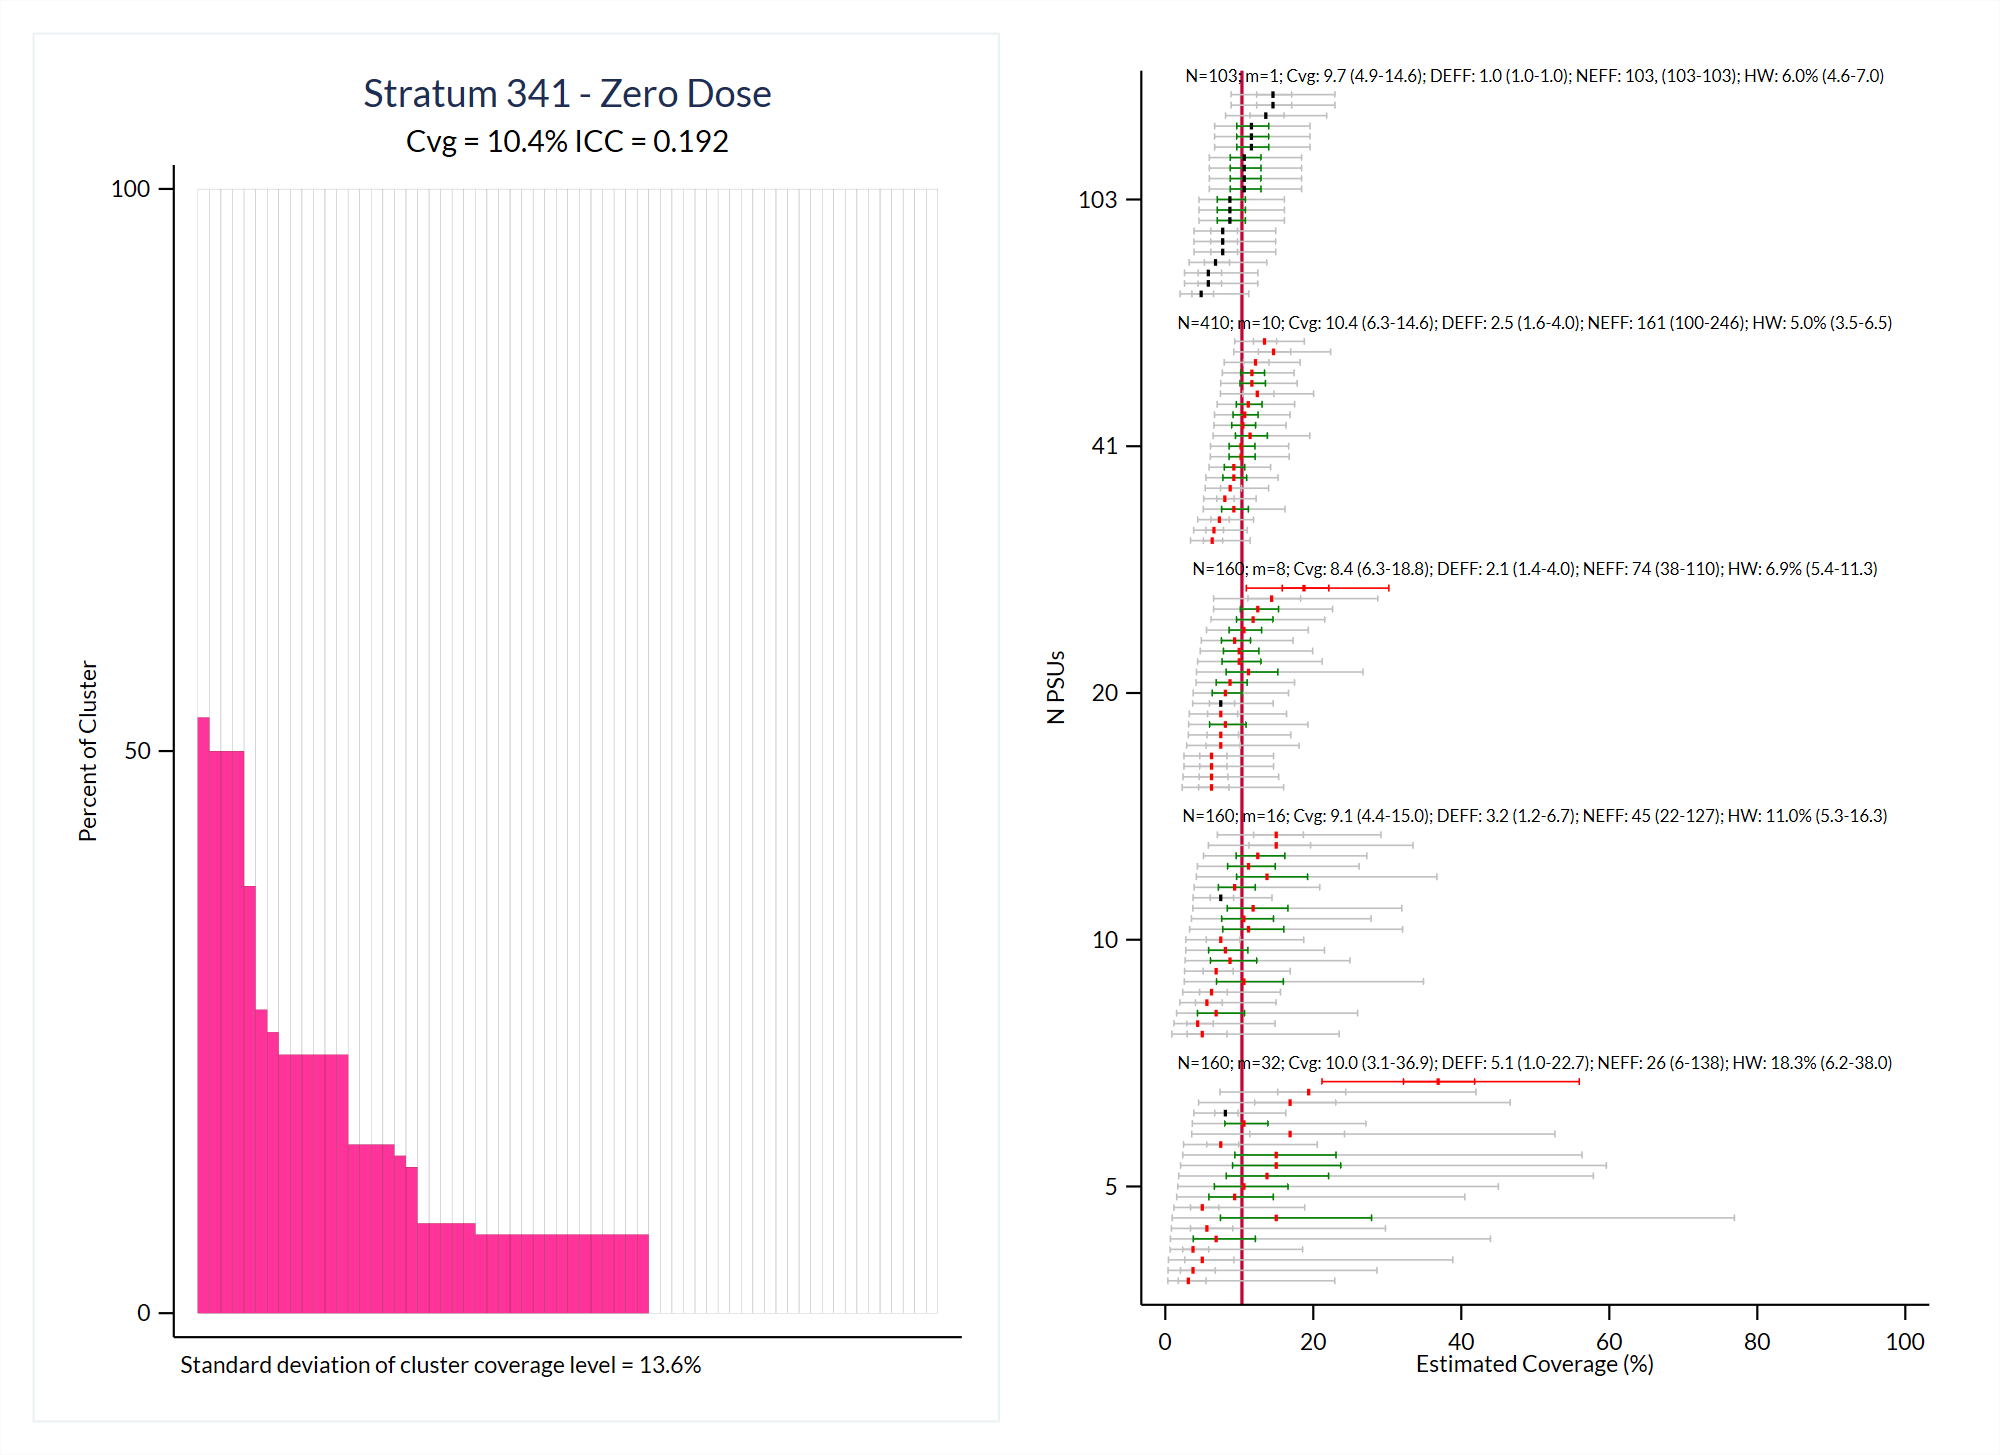 Stratum 341 - Zero Dose
Cvg = 10.4% ICC = 0.192
100
50
0
Percent of Cluster
Standard deviation of cluster coverage level = 13.6%
N=103; m=1; Cvg: 9.7 (4.9-14.6); DEFF: 1.0 (1.0-1.0); NEFF: 103, (103-103); HW: 6.0% (4.6-7.0)
103
N=410; m=10; Cvg: 10.4 (6.3-14.6); DEFF: 2.5 (1.6-4.0); NEFF: 161 (100-246); HW: 5.0% (3.5-6.5)
41
N=160; m=8; Cvg: 8.4 (6.3-18.8); DEFF: 2.1 (1.4-4.0); NEFF: 74 (38-110); HW: 6.9% (5.4-11.3)
20
N PSUs
N=160; m=16; Cvg: 9.1 (4.4-15.0); DEFF: 3.2 (1.2-6.7); NEFF: 45 (22-127); HW: 11.0% (5.3-16.3)
10
N=160; m=32; Cvg: 10.0 (3.1-36.9); DEFF: 5.1 (1.0-22.7); NEFF: 26 (6-138); HW: 18.3% (6.2-38.0)
5
0 20 40 60 80 100
Estimated Coverage (%)